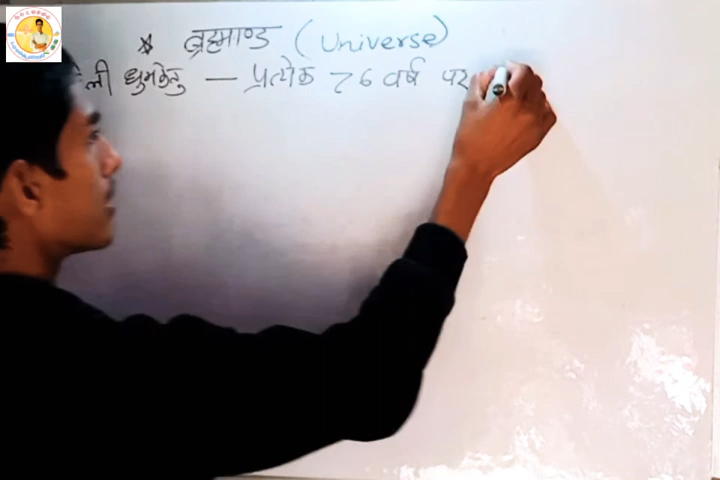 * ब्रह्माण्ड (Universe)
ली धुमकेतु — प्रत्येक 76 वर्ष पर